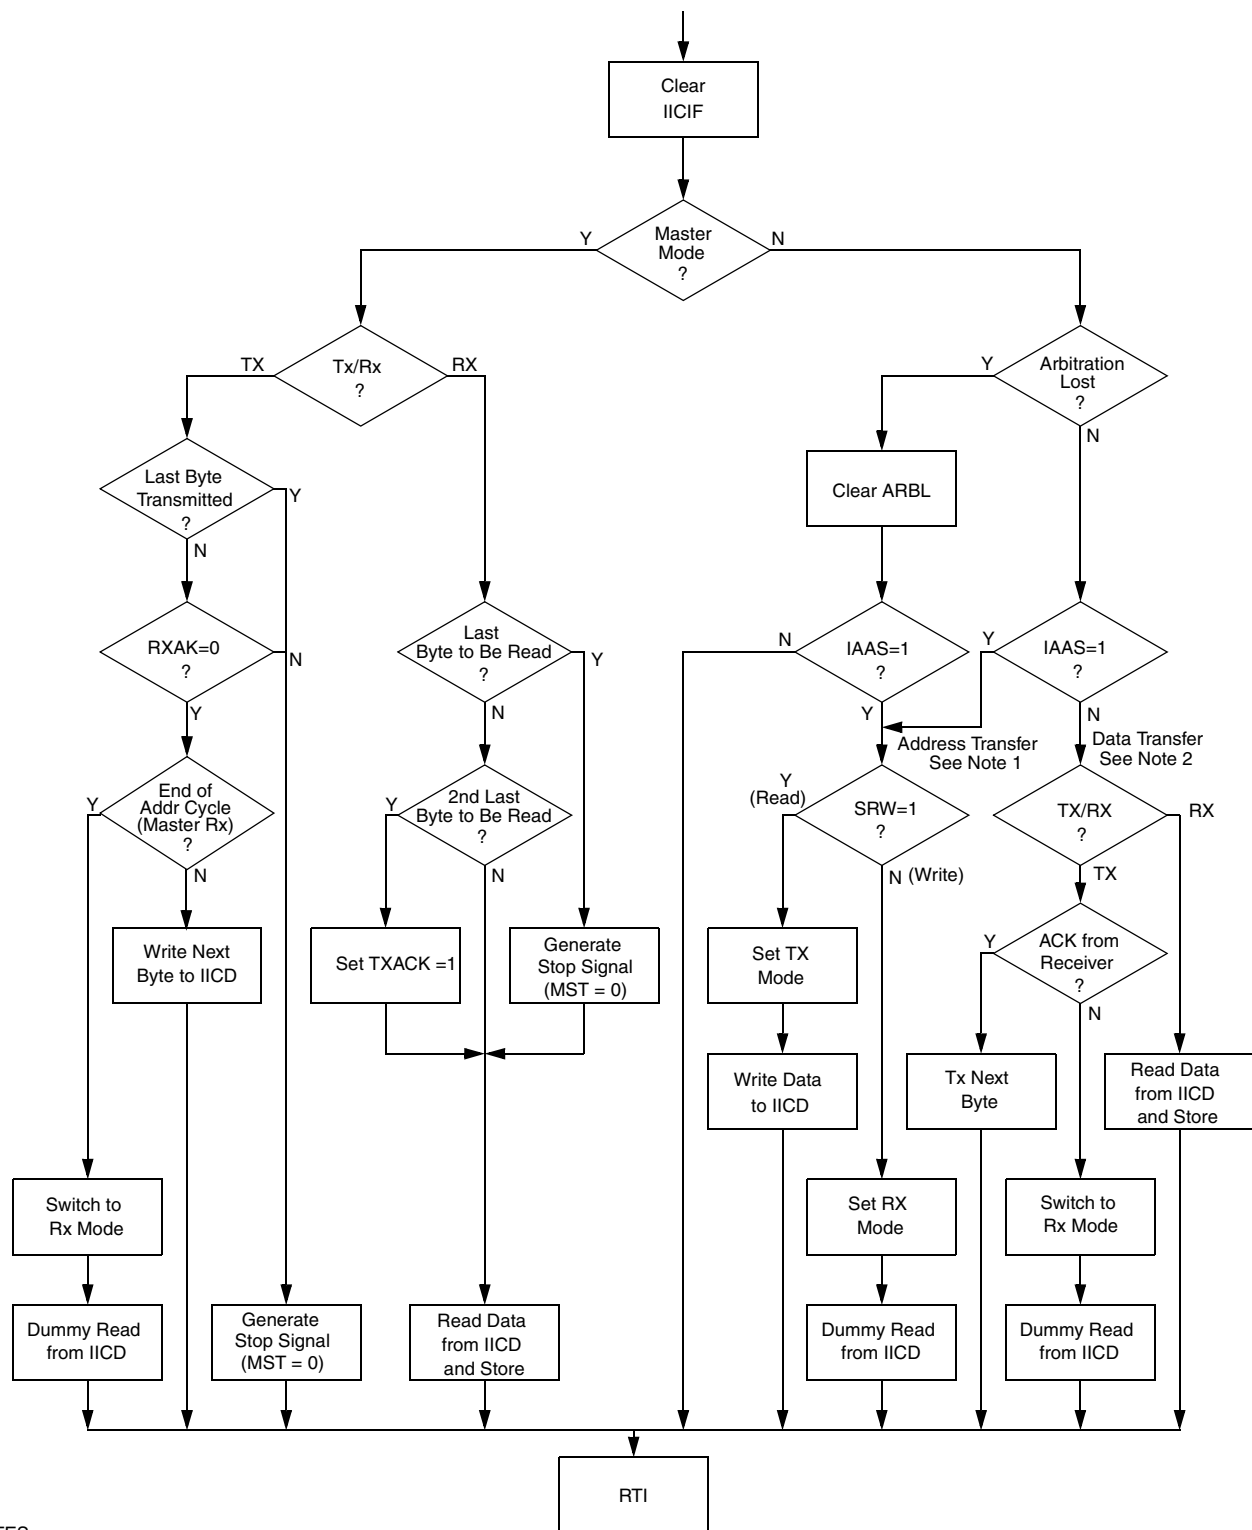 Clear
IICIF
Master
Mode
?
Y
N
Tx/Rx
?
TX
RX
Arbitration
Lost
?
Y
N
Last Byte
Transmitted
?
Y
N
Clear ARBL
RXAK=0
?
N
Y
Last
Byte to Be Read
?
Y
N
IAAS=1
?
N
Y
IAAS=1
?
Y
N
Address Transfer
See Note 1
Data Transfer
See Note 2
End of
Addr Cycle
(Master Rx)
?
Y
N
2nd Last
Byte to Be Read
?
Y
N
Y
(Read)
SRW=1
?
N (Write)
TX/RX
?
RX
TX
Write Next
Byte to IICD
Set TXACK =1
Generate
Stop Signal
(MST = 0)
Set TX
Mode
ACK from
Receiver
?
Y
N
Write Data
to IICD
Tx Next
Byte
Read Data
from IICD
and Store
Switch to
Rx Mode
Set RX
Mode
Switch to
Rx Mode
Dummy Read
from IICD
Generate
Stop Signal
(MST = 0)
Read Data
from IICD
and Store
Dummy Read
from IICD
Dummy Read
from IICD
RTI